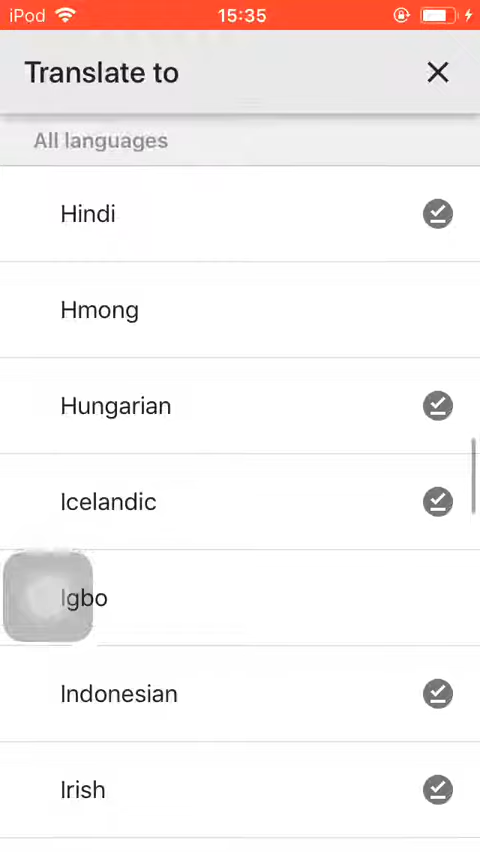 iPod
15:35
Translate to
All languages
Hindi
Hmong
Hungarian
Icelandic
Igbo
Indonesian
Irish